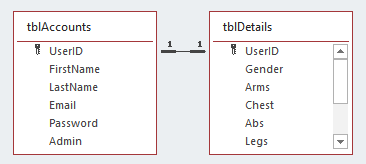 tblAccounts
UserID
FirstName
LastName
Email
Password
Admin
1 1
tblDetails
UserID
Gender
Arms
Chest
Abs
Legs